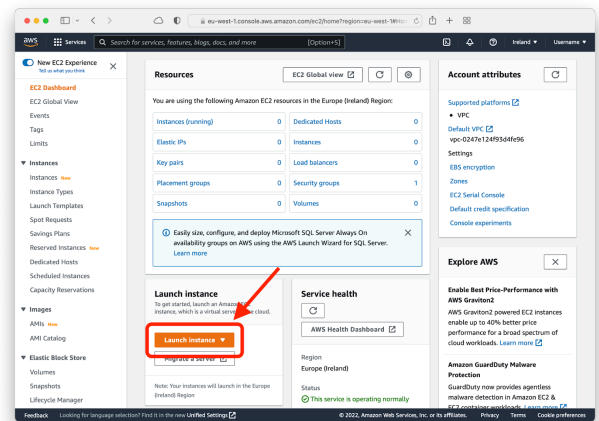 eu-west-1.console.aws.amazon.com/ec2/home?region=eu-west-1#Ho
aws
Services
Search for services, features, blogs, docs, and more
[Option+S]
Ireland
Username
New EC2 Experience
Tell us what you think
EC2 Dashboard
EC2 Global View
Events
Tags
Limits
Instances
Instances New
Instance Types
Launch Templates
Spot Requests
Savings Plans
Reserved Instances New
Dedicated Hosts
Scheduled Instances
Capacity Reservations
Images
AMIs New
AMI Catalog
Elastic Block Store
Volumes
Snapshots
Lifecycle Manager
Resources
EC2 Global view
You are using the following Amazon EC2 resources in the Europe (Ireland) Region:
Instances (running) 0
Dedicated Hosts 0
Elastic IPs 0
Instances 0
Key pairs 0
Load balancers 0
Placement groups 0
Security groups 1
Snapshots 0
Volumes 0
Easily size, configure, and deploy Microsoft SQL Server Always On
availability groups on AWS using the AWS Launch Wizard for SQL Server.
Learn more
Launch instance
To get started, launch an Amazon EC2
instance, which is a virtual server in the cloud.
Launch instance
Migrate a server
Note: Your instances will launch in the Europe
(Ireland) Region
Service health
AWS Health Dashboard
Region
Europe (Ireland)
Status
This service is operating normally
Account attributes
Supported platforms
VPC
Default VPC
vpc-0247e124f93d4fe96
Settings
EBS encryption
Zones
EC2 Serial Console
Default credit specification
Console experiments
Explore AWS
Enable Best Price-Performance with
AWS Graviton2
AWS Graviton2 powered EC2 instances
enable up to 40% better price
performance for a broad spectrum of
cloud workloads. Learn more
Amazon GuardDuty Malware
Protection
GuardDuty now provides agentless
malware detection in Amazon EC2 &
EC2 container workloads. Learn more
Feedback
Looking for language selection? Find it in the new Unified Settings
© 2022, Amazon Web Services, Inc. or its affiliates.
Privacy
Terms
Cookie preferences